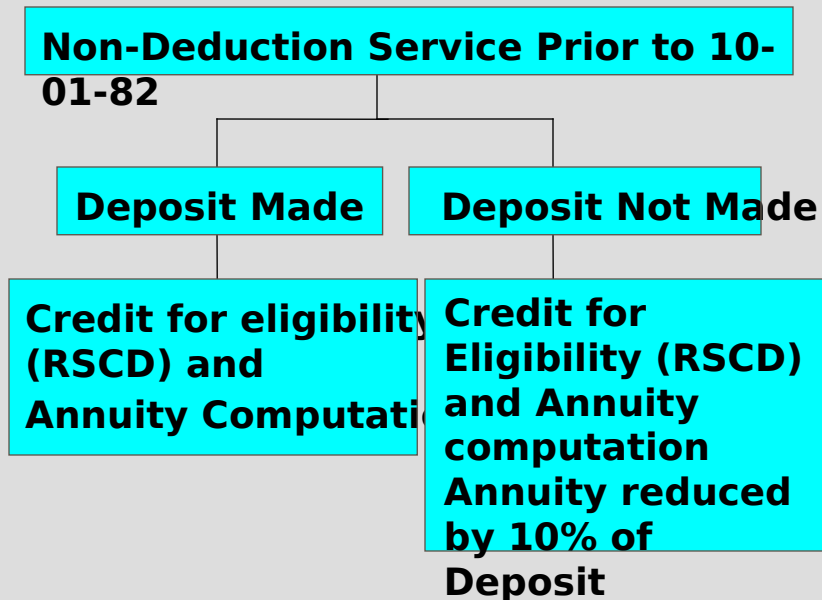 Non-Deduction Service Prior to 10-
01-82
Deposit Made
Deposit Not Made
Credit for eligibility
(RSCD) and
Annuity Computati
Credit for
Eligibility (RSCD)
and Annuity
computation
Annuity reduced
by 10% of
Deposit